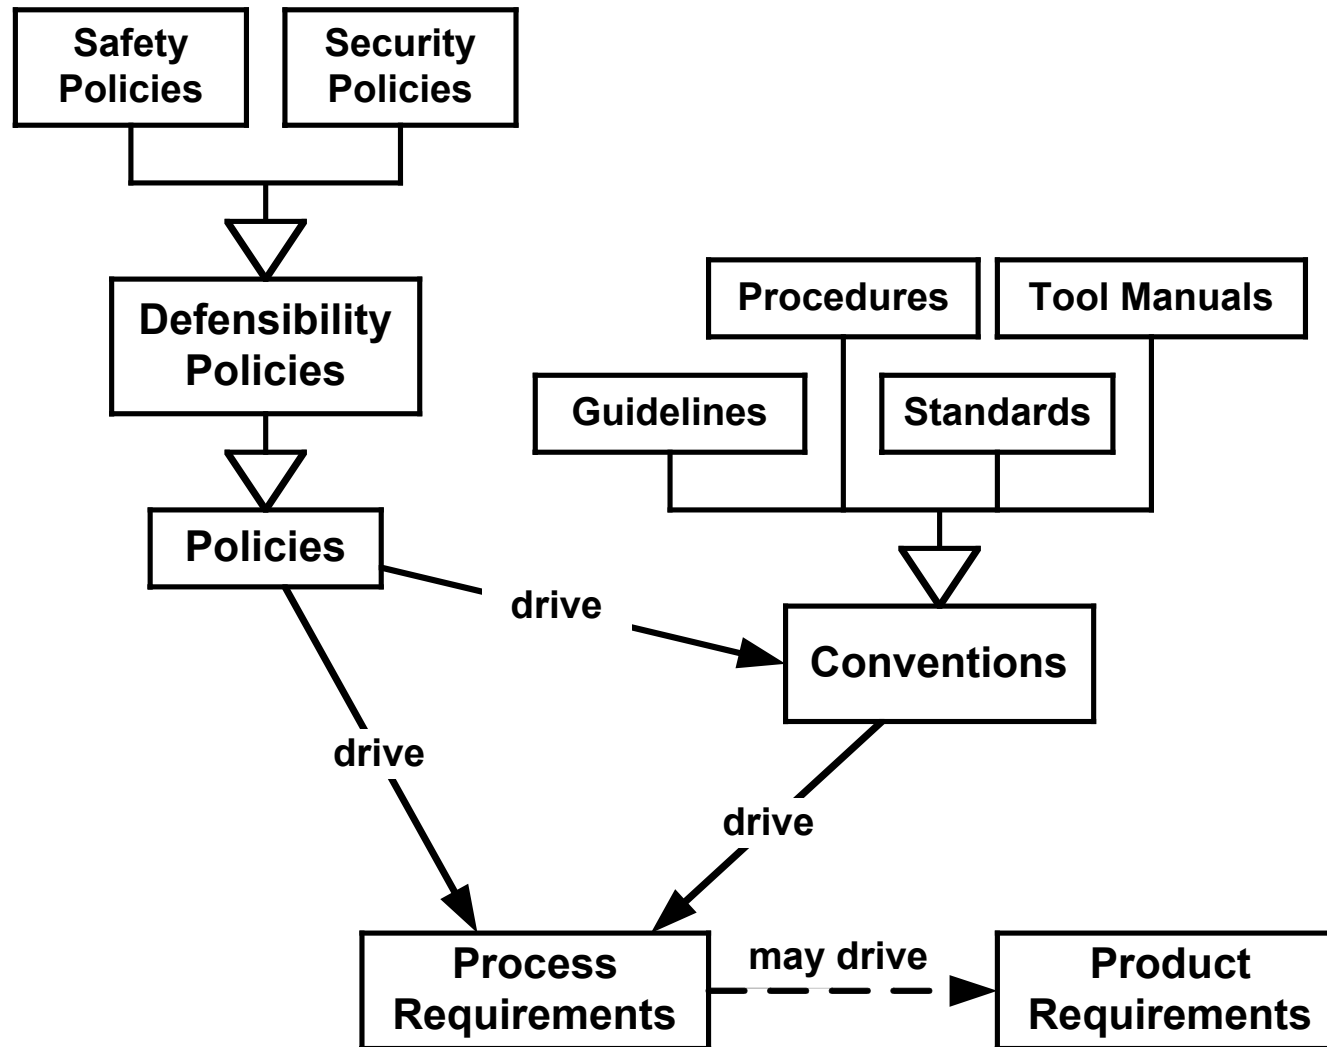 Safety
Policies
Security
Policies
Defensibility
Policies
Procedures
Tool Manuals
Guidelines
Standards
Policies
drive
Conventions
drive
drive
Process
Requirements
may drive
Product
Requirements